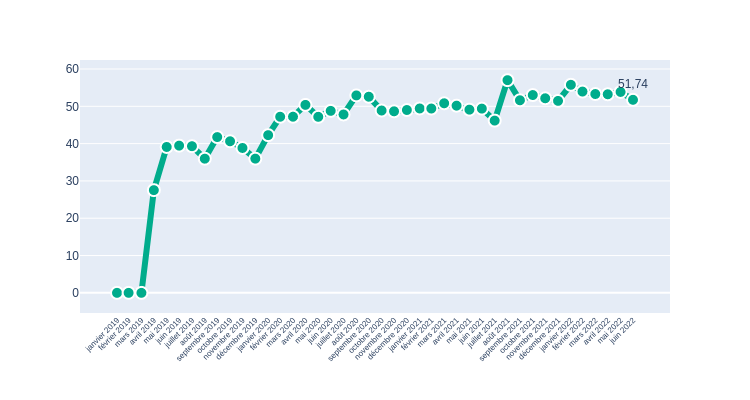 60
50
40
30
20
10
0
51,74
janvier 2019
février 2019
mars 2019
avril 2019
mai 2019
juin 2019
juillet 2019
août 2019
septembre 2019
octobre 2019
novembre 2019
décembre 2019
janvier 2020
février 2020
mars 2020
avril 2020
mai 2020
juin 2020
juillet 2020
août 2020
septembre 2020
octobre 2020
novembre 2020
décembre 2020
janvier 2021
février 2021
mars 2021
avril 2021
mai 2021
juin 2021
juillet 2021
août 2021
septembre 2021
octobre 2021
novembre 2021
décembre 2021
janvier 2022
février 2022
mars 2022
avril 2022
mai 2022
juin 2022